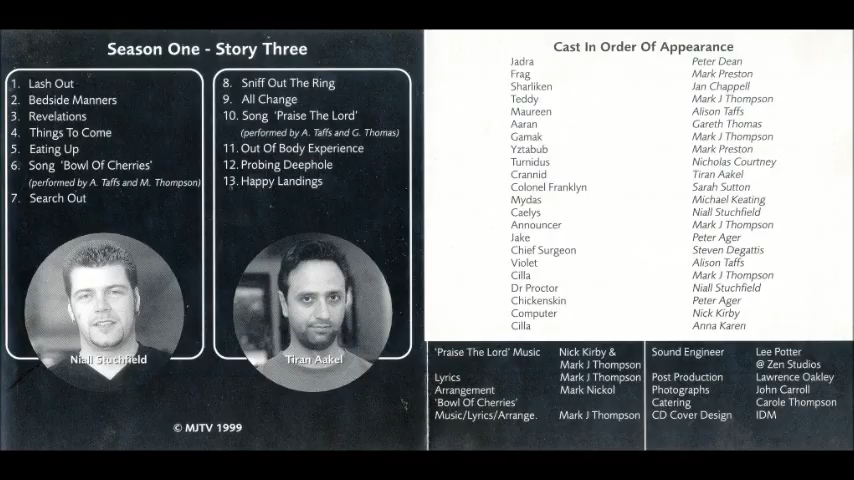 Season One - Story Three
1. Lash Out
2. Bedside Manners
3. Revelations
4. Things To Come
5. Eating Up
6. Song 'Bowl Of Cherries'
(performed by A. Taffs and M. Thompson)
7. Search Out
8. Sniff Out The Ring
9. All Change
10. Song 'Praise The Lord'
(performed by A. Taffs and G. Thomas)
11. Out Of Body Experience
12. Probing Deephole
13. Happy Landings
Niall Stuchfield
Tiran Aakel
© MJTV 1999
Cast In Order Of Appearance
Jadra Peter Dean
Frag Mark Preston
Sharliken Jan Chappell
Teddy Mark J Thompson
Maureen Alison Taffs
Aaran Gareth Thomas
Gamak Mark J Thompson
Yztabub Mark Preston
Turnidus Nicholas Courtney
Crannid Tiran Aakel
Colonel Franklyn Sarah Sutton
Mydas Michael Keating
Caelys Niall Stuchfield
Announcer Mark J Thompson
Jake Peter Ager
Chief Surgeon Steven Degattis
Violet Alison Taffs
Cilla Mark J Thompson
Dr Proctor Niall Stuchfield
Chickenskin Peter Ager
Computer Nick Kirby
Cilla Anna Karen
'Praise The Lord' Music Nick Kirby &
Mark J Thompson
Lyrics Mark J Thompson
Arrangement Mark Nickol
'Bowl Of Cherries'
Music/Lyrics/Arrange. Mark J Thompson
Sound Engineer Lee Potter
@ Zen Studios
Post Production Lawrence Oakley
Photographs John Carroll
Catering Carole Thompson
CD Cover Design IDM